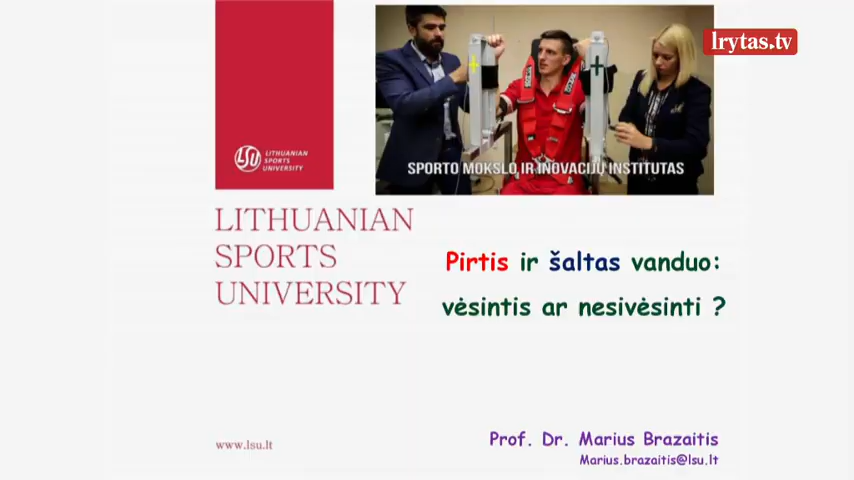 lrytas.tv
SPORTO MOKSLO IR INOVACIJŲ INSTITUTAS
LSU LITHUANIAN
SPORTS
UNIVERSITY
LITHUANIAN
SPORTS
UNIVERSITY
Pirtis ir šaltas vanduo:
vėsintis ar nesivėsinti ?
www.lsu.lt
Prof. Dr. Marius Brazaitis
Marius.brazaitis@lsu.lt